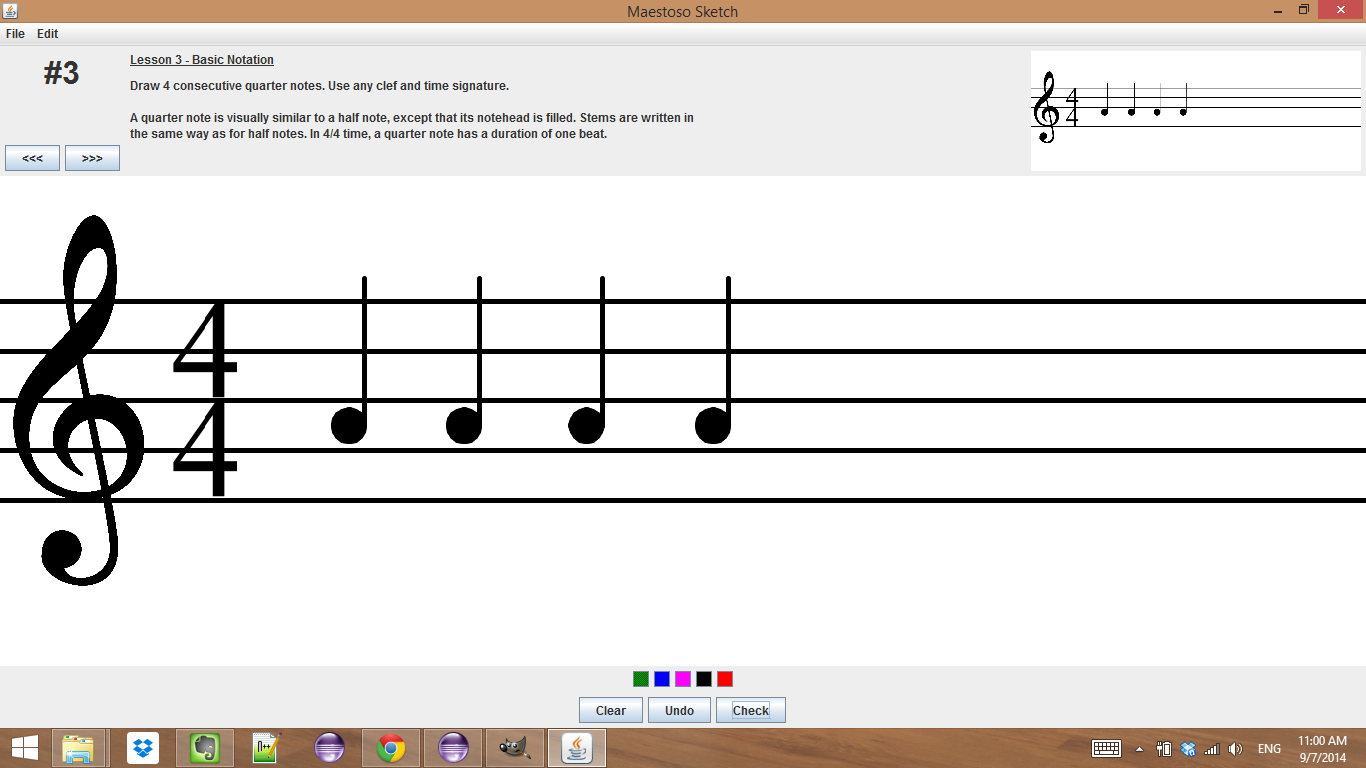 Maestoso Sketch
File Edit
#3
Lesson 3 - Basic Notation
Draw 4 consecutive quarter notes. Use any clef and time signature.
A quarter note is visually similar to a half note, except that its notehead is filled. Stems are written in
the same way as for half notes. In 4/4 time, a quarter note has a duration of one beat.
<<< >>>
4
4
4
4
Clear Undo Check
ENG
11:00 AM
9/7/2014